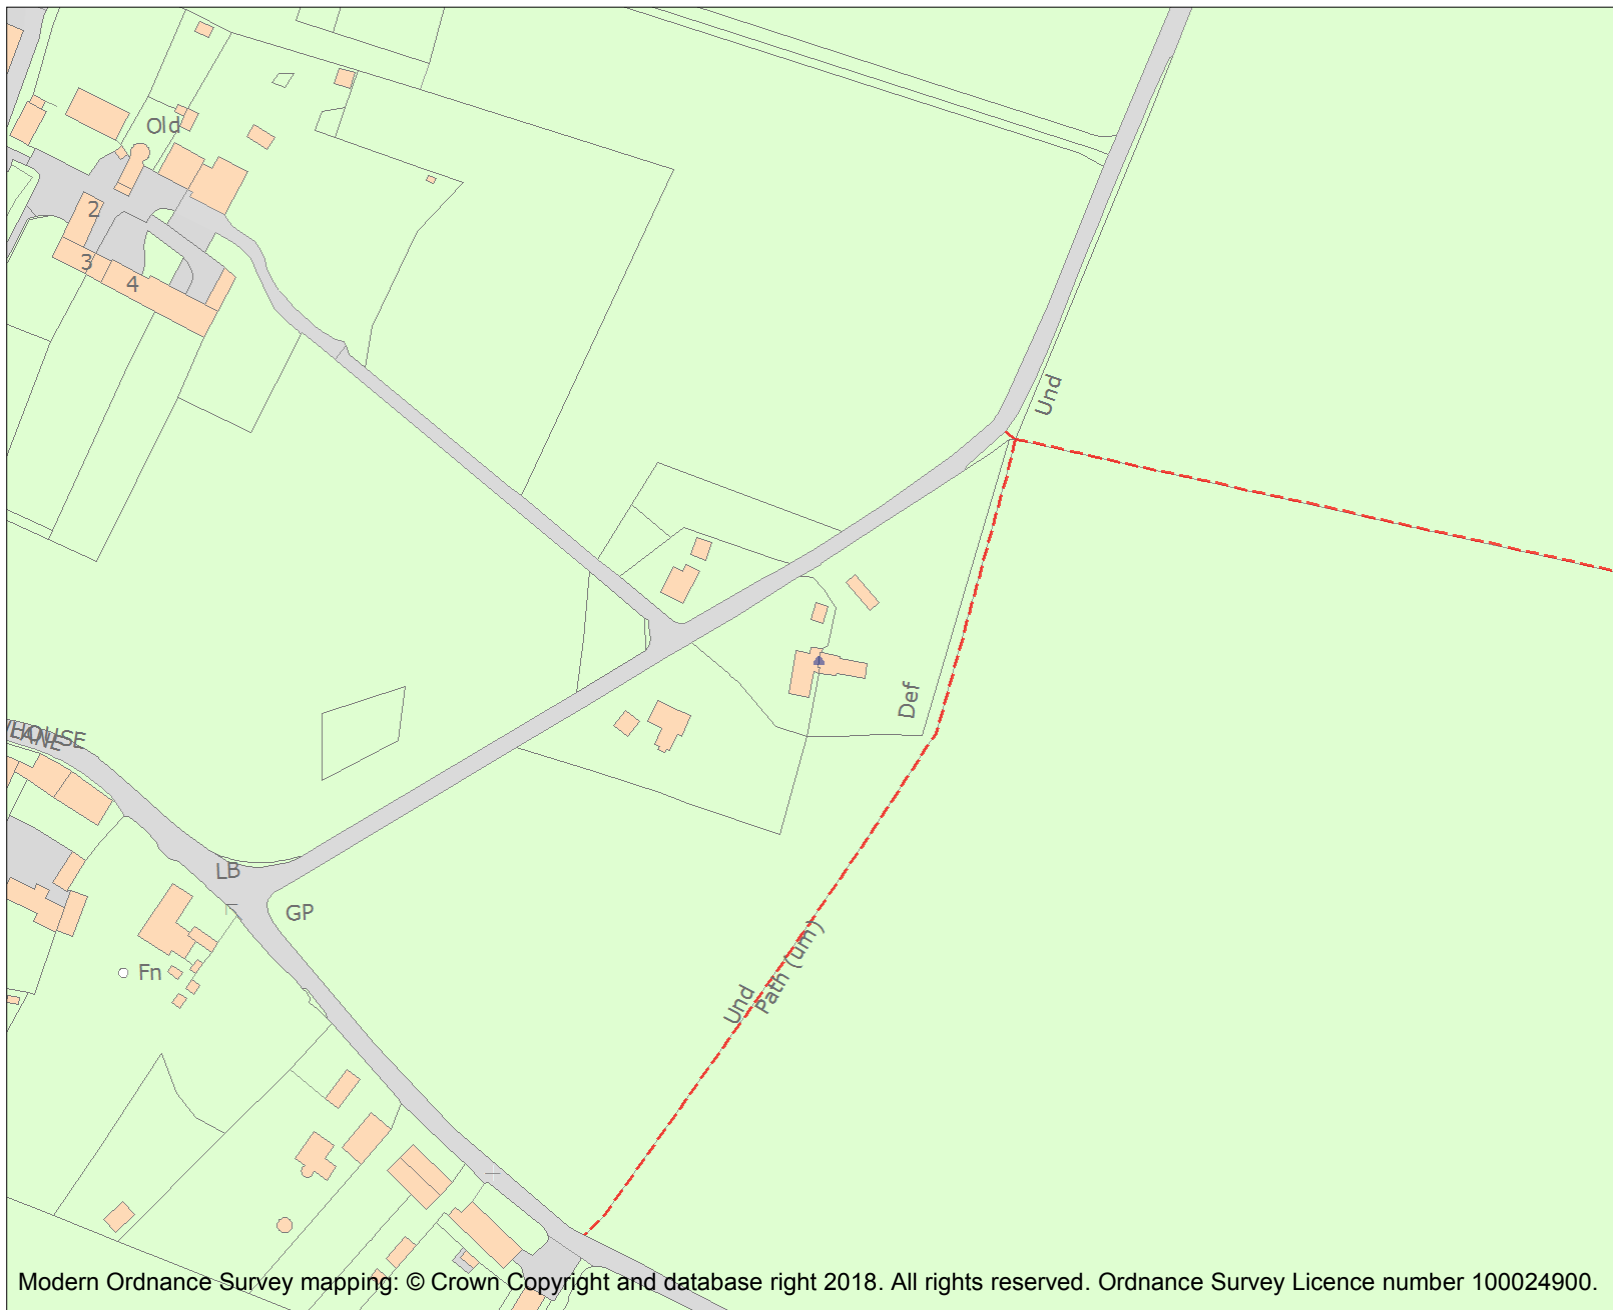 Old
2
3
4
Und
Def
HOUSE
LANE
LB
GP
Fn
Und
Path (um)
Modern Ordnance Survey mapping: © Crown Copyright and database right 2018. All rights reserved. Ordnance Survey Licence number 100024900.